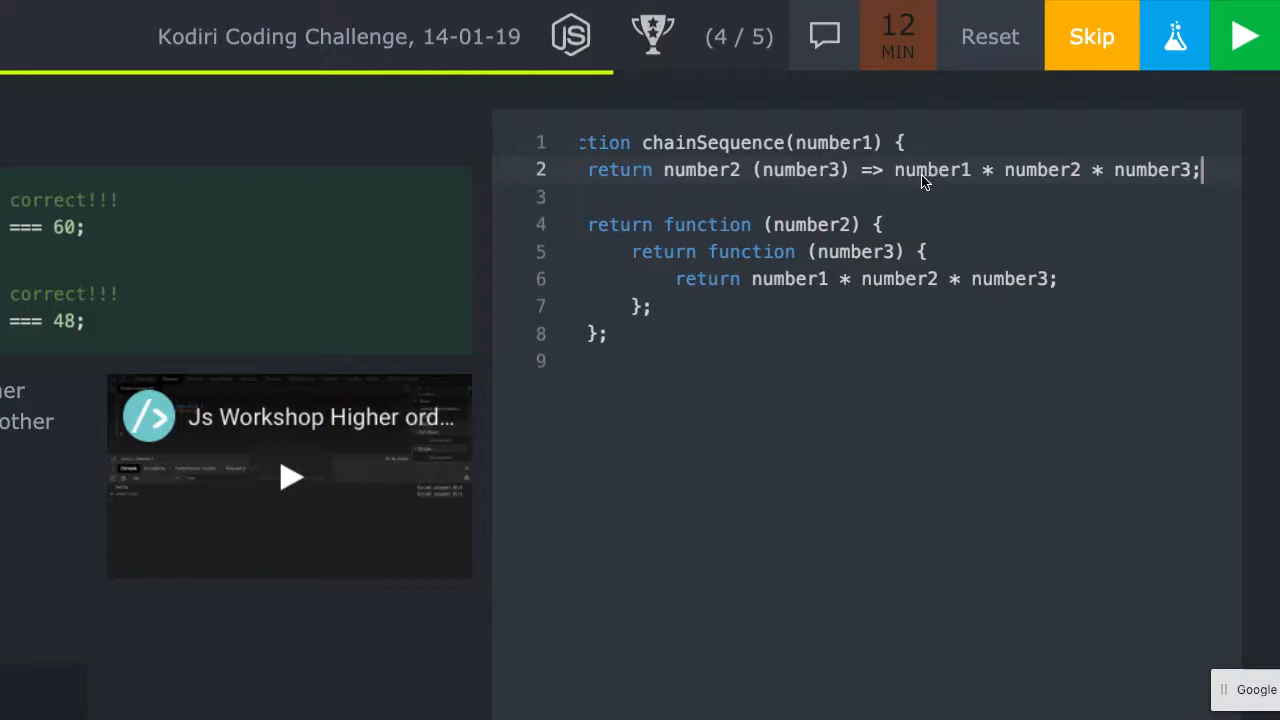 Kodiri Coding Challenge, 14-01-19
JS
(4 / 5)
12
MIN
Reset
Skip
correct!!!
=== 60;
correct!!!
=== 48;
ner
other
</>
Js Workshop Higher ord...
1 ction chainSequence(number1) {
2 return number2 (number3) => number1 * number2 * number3;
3
4 return function (number2) {
5 return function (number3) {
6 return number1 * number2 * number3;
7 };
8 };
9
Google